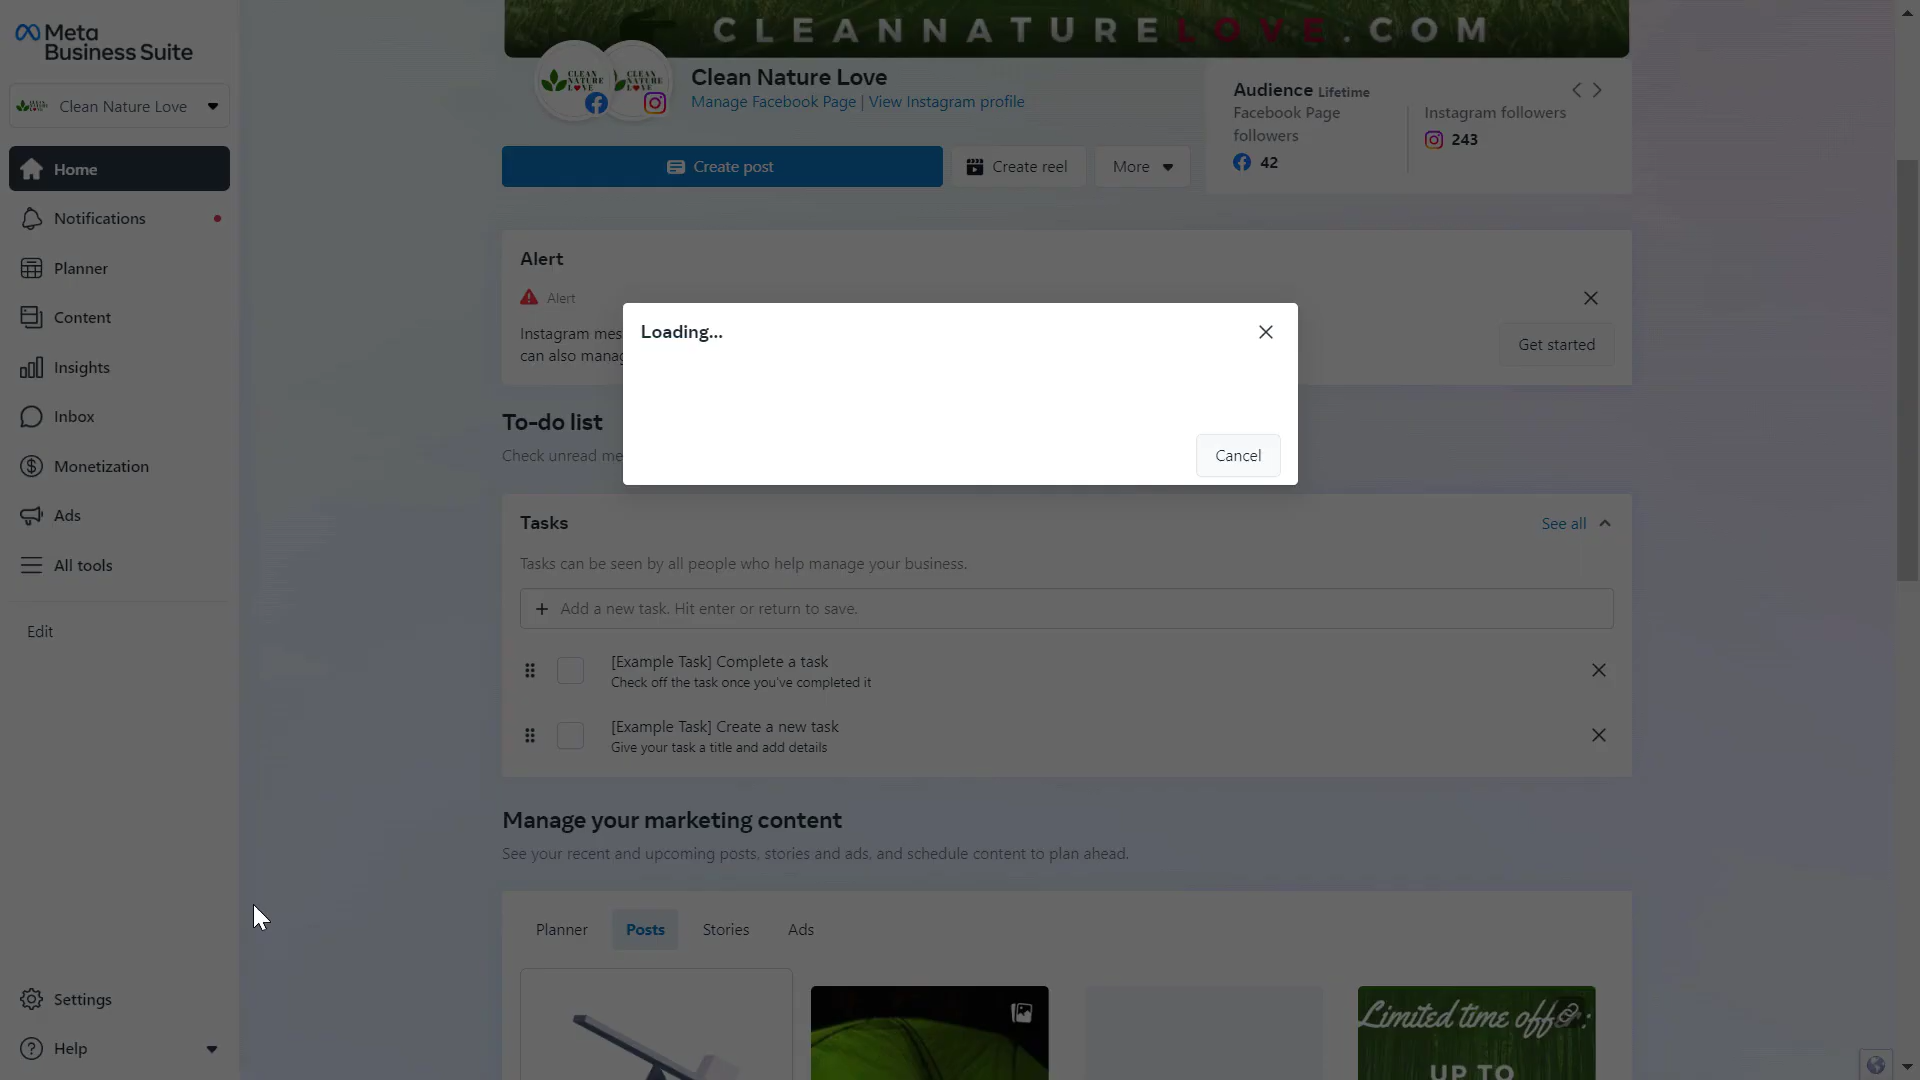 Meta
Business Suite
Clean Nature Love
Home
Notifications
Planner
Content
Insights
Inbox
Monetization
Ads
All tools
Edit
Settings
Help
CLEANNATURELOVE.COM
CLEAN
NATURE
LOVE
CLEAN
NATURE
LOVE
Clean Nature Love
Manage Facebook Page | View Instagram profile
Create post
Create reel
More
Audience Lifetime
Facebook Page
followers
42
Instagram followers
243
Alert
Alert
Instagram mes
can also manag
Get started
Loading...
Cancel
To-do list
Check unread me
Tasks
See all
Tasks can be seen by all people who help manage your business.
Add a new task. Hit enter or return to save.
[Example Task] Complete a task
Check off the task once you've completed it
[Example Task] Create a new task
Give your task a title and add details
Manage your marketing content
See your recent and upcoming posts, stories and ads, and schedule content to plan ahead.
Planner
Posts
Stories
Ads
Limited time offer:
UP TO